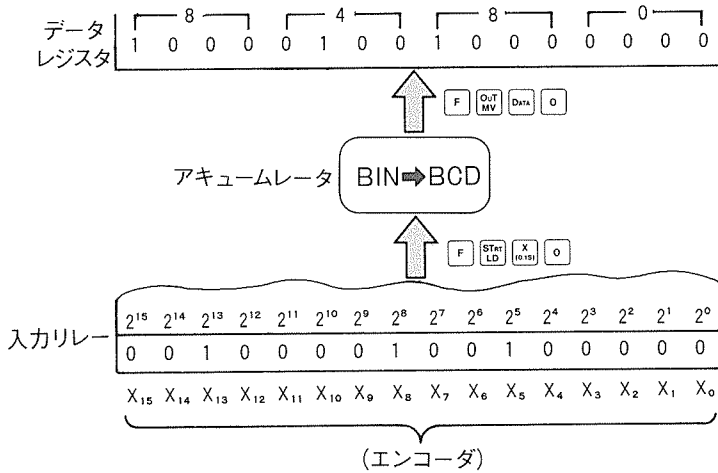 8 4 8 0
データ
レジスタ
1 0 0 0 0 1 0 0 1 0 0 0 0 0 0 0
F OUT MV DATA 0
アキュームレータ
BIN➡BCD
F STRT LD X (0.1S) 0
2¹⁵ 2¹⁴ 2¹³ 2¹² 2¹¹ 2¹⁰ 2⁹ 2⁸ 2⁷ 2⁶ 2⁵ 2⁴ 2³ 2² 2¹ 2⁰
入力リレー
0 0 1 0 0 0 0 1 0 0 1 0 0 0 0 0
X₁₅ X₁₄ X₁₃ X₁₂ X₁₁ X₁₀ X₉ X₈ X₇ X₆ X₅ X₄ X₃ X₂ X₁ X₀
(エンコーダ)